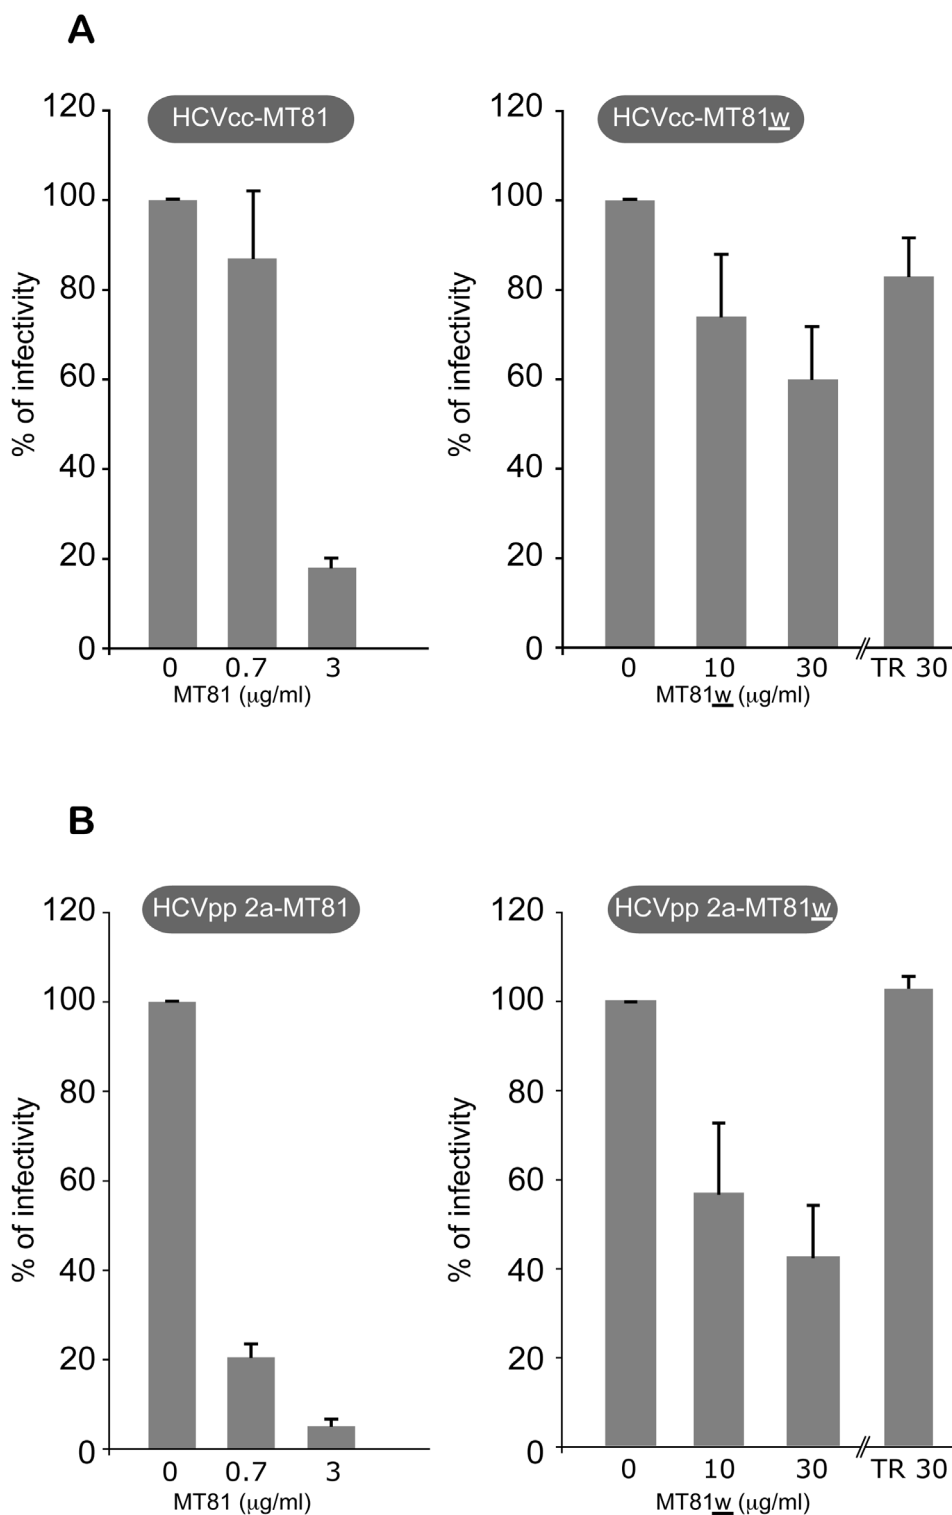 A
HCVcc-MT81
120
100
80
60
40
20
0
% of infectivity
0 0.7 3
MT81 (μg/ml)
HCVcc-MT81w
120
100
80
60
40
20
0
% of infectivity
0 10 30 TR 30
MT81w (μg/ml)
B
HCVpp 2a-MT81
120
100
80
60
40
20
0
% of infectivity
0 0.7 3
MT81 (μg/ml)
HCVpp 2a-MT81w
120
100
80
60
40
20
0
% of infectivity
0 10 30 TR 30
MT81w (μg/ml)